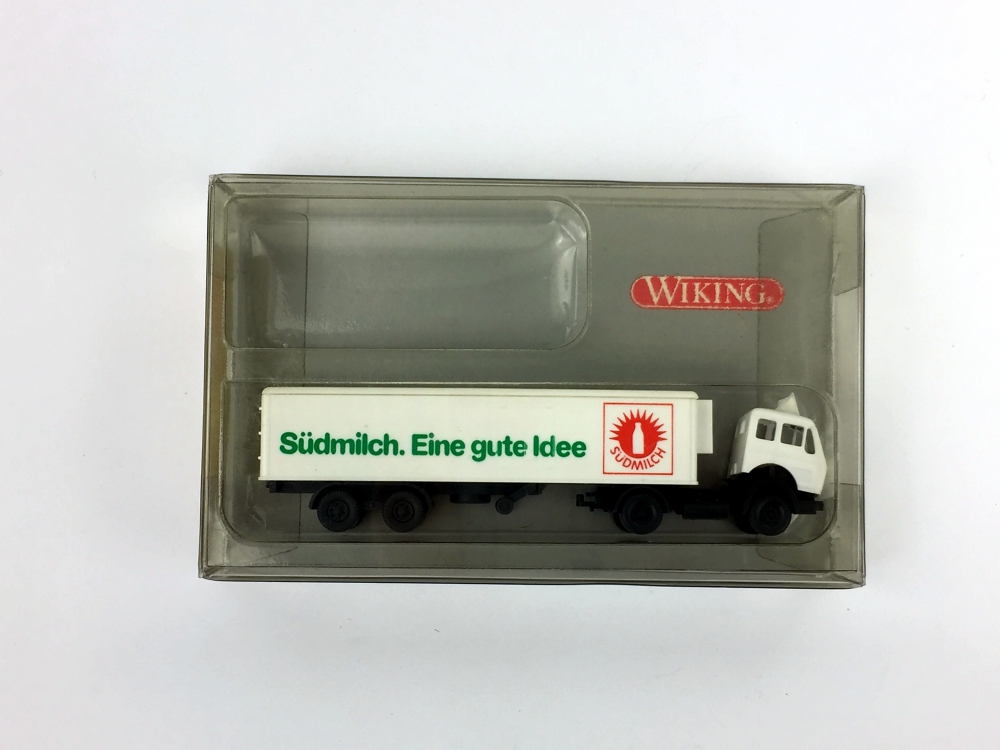 WIKING®
Südmilch. Eine gute Idee
SÜDMILCH